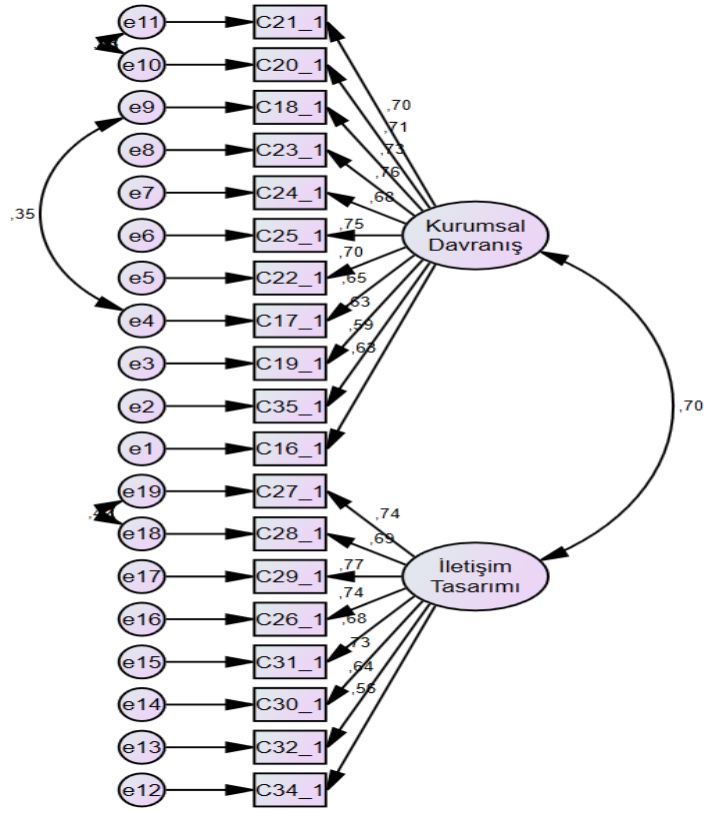 e11
C21_1
e10
C20_1
e9
C18_1
e8
C23_1
e7
C24_1
e6
C25_1
e5
C22_1
e4
C17_1
e3
C19_1
e2
C35_1
e1
C16_1
e19
C27_1
e18
C28_1
e17
C29_1
e16
C26_1
e15
C31_1
e14
C30_1
e13
C32_1
e12
C34_1
,35
,70
,71
,73
,76
,68
,75
,70
,65
,63
,59
,63
Kurumsal
Davranış
,70
,74
,69
,77
,74
,68
,73
,64
,56
İletişim
Tasarımı